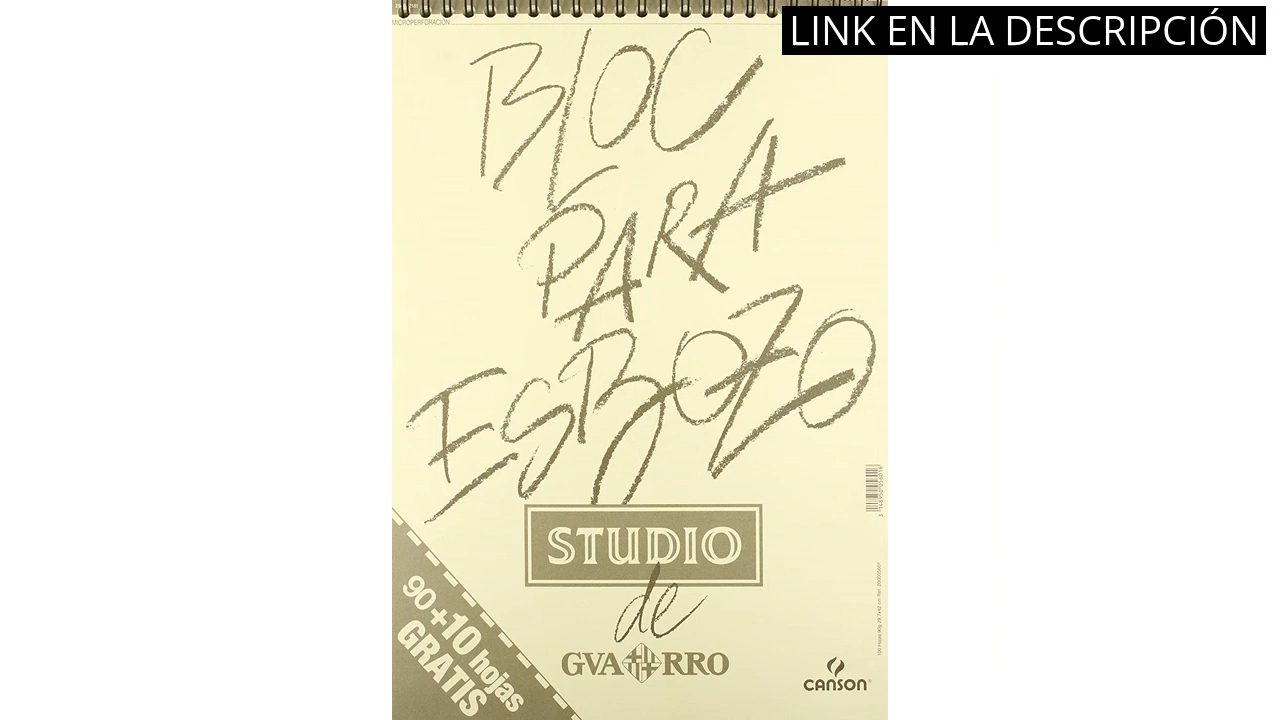 LINK EN LA DESCRIPCIÓN
MICROPERFORACIÓN
BLOC
PARA
ESBOZO
STUDIO
de
GVARRO
90+10 hojas
GRATIS
CANSON